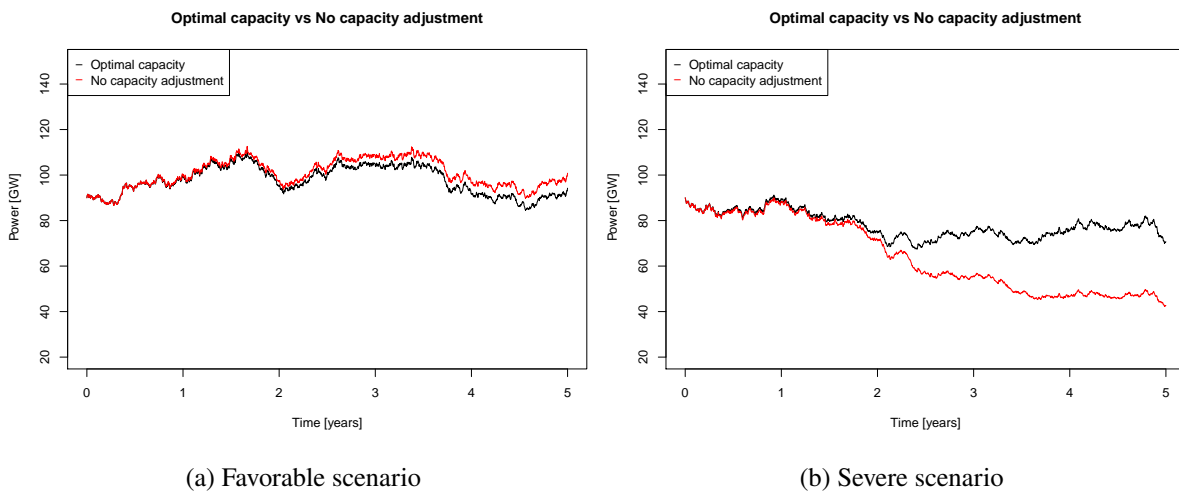 Optimal capacity vs No capacity adjustment
Optimal capacity
No capacity adjustment
Power [GW]
140
120
100
80
60
40
20
0 1 2 3 4 5
Time [years]
(a) Favorable scenario
Optimal capacity vs No capacity adjustment
Optimal capacity
No capacity adjustment
Power [GW]
140
120
100
80
60
40
20
0 1 2 3 4 5
Time [years]
(b) Severe scenario